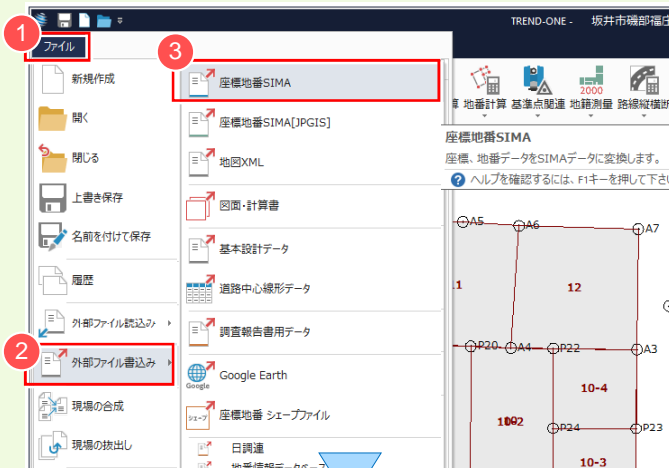 TREND-ONE - 坂井市磯部福庄
1
ファイル
3
新規作成
開く
閉じる
上書き保存
名前を付けて保存
履歴
外部ファイル読込み
2
外部ファイル書込み
現場の合成
現場の抜出し
座標地番SIMA
座標地番SIMA[JPGIS]
地図XML
図面・計算書
基本設計データ
道路中心線形データ
調査報告書用データ
Google
Google Earth
シェープ
座標地番 シェープファイル
日調連
地番情報データベース
2000
地番計算 基準点関連 地籍測量 路線縦横断
座標地番SIMA
座標、地番データをSIMAデータに変換します。
ヘルプを確認するには、F1キーを押して下さい
A5 A6 A7
12
P20 A4 P22 A3
10-4
P24 P23
10-3